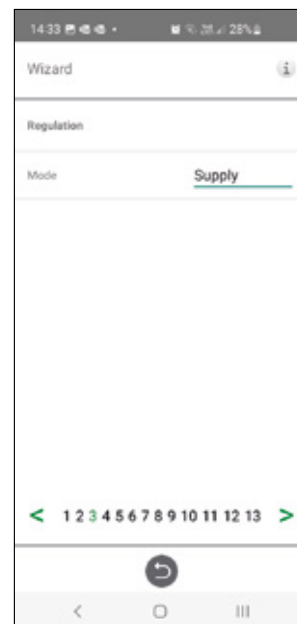 14:33 28%
Wizard i
Regulation
Mode Supply
< 1 2 3 4 5 6 7 8 9 10 11 12 13 >